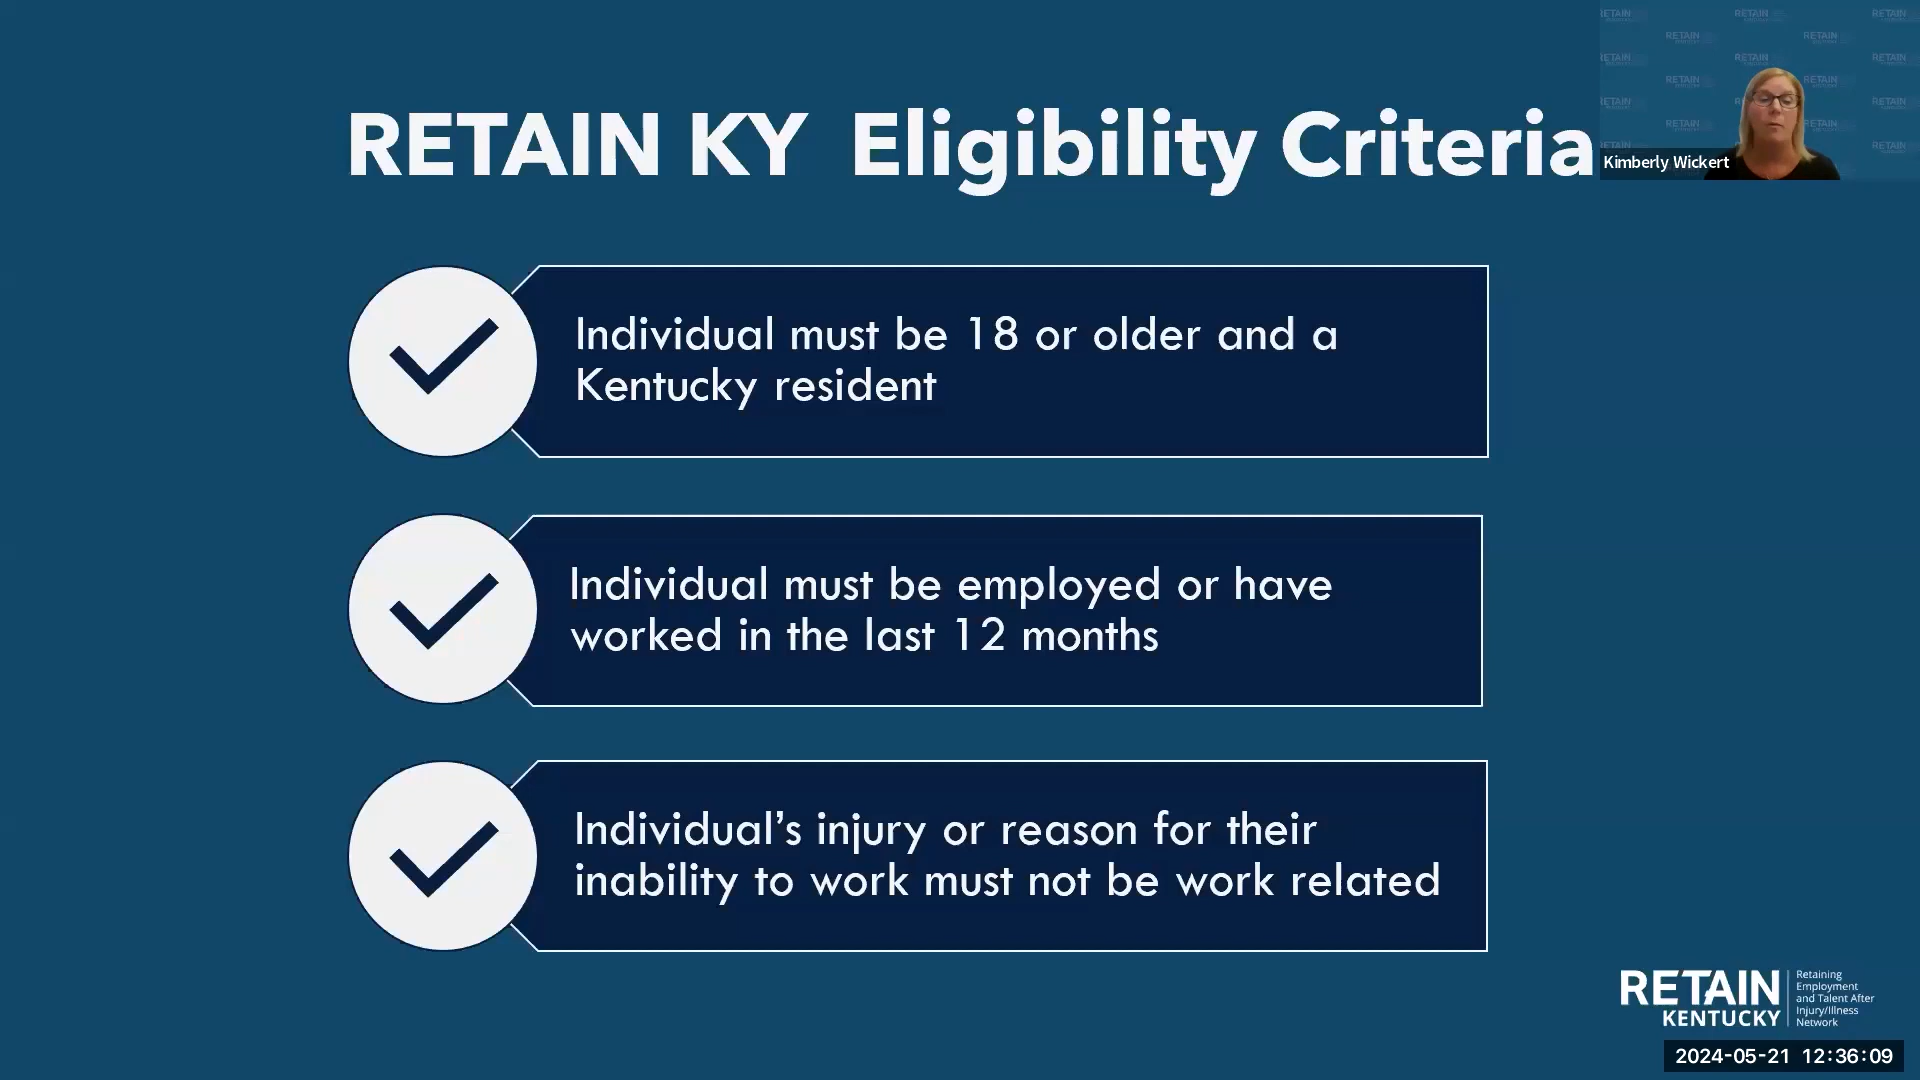 RETAIN KY  Eligibility Criteria
Kimberly Wickert
Individual must be 18 or older and a
Kentucky resident
Individual must be employed or have
worked in the last 12 months
Individual’s injury or reason for their
inability to work must not be work related
RETAIN
KENTUCKY
Retaining
Employment
and Talent After
Injury/Illness
Network
2024-05-21 12:36:09